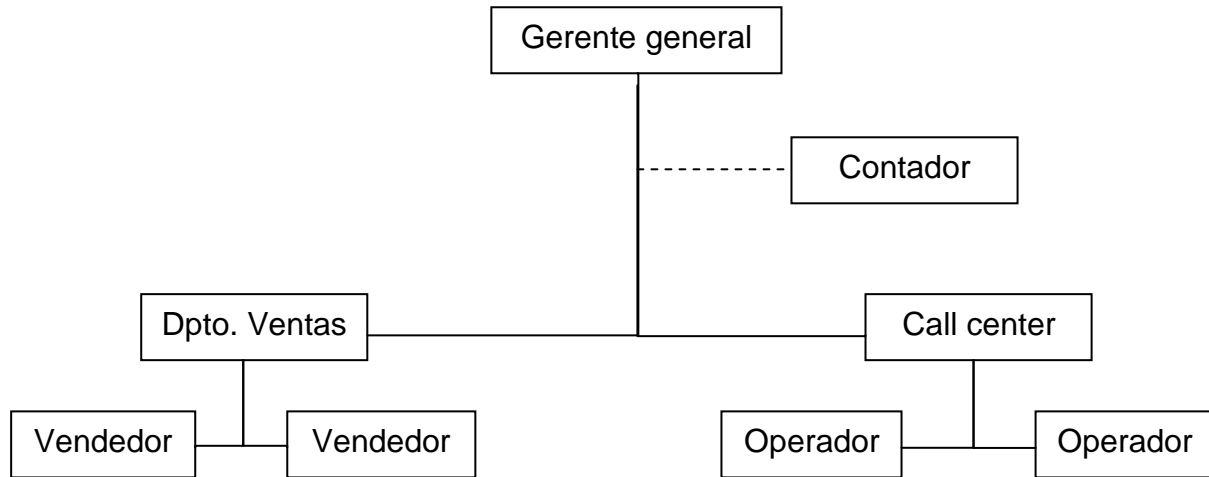 Gerente general
Contador
Dpto. Ventas
Call center
Vendedor
Vendedor
Operador
Operador